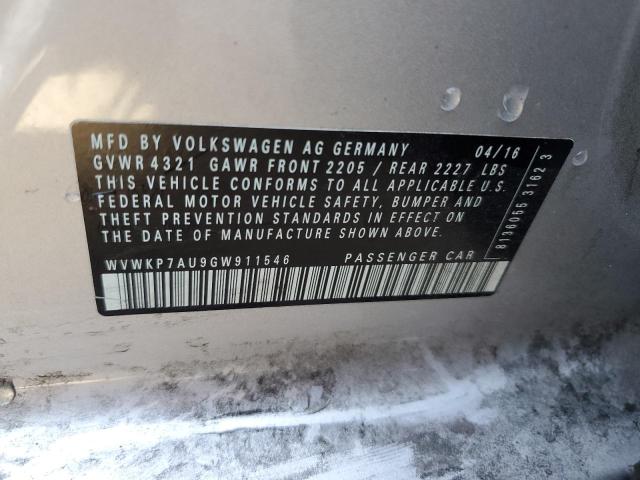 MFD BY VOLKSWAGEN AG GERMANY 04/16
GVWR 4321 GAWR FRONT 2205 / REAR 2227 LBS
THIS VEHICLE CONFORMS TO ALL APPLICABLE U.S.
FEDERAL MOTOR VEHICLE SAFETY, BUMPER AND
THEFT PREVENTION STANDARDS IN EFFECT ON
THE DATE OF MANUFACTURE SHOWN ABOVE.
WVWKP7AU9GW911546 PASSENGER CAR
8136065 31623